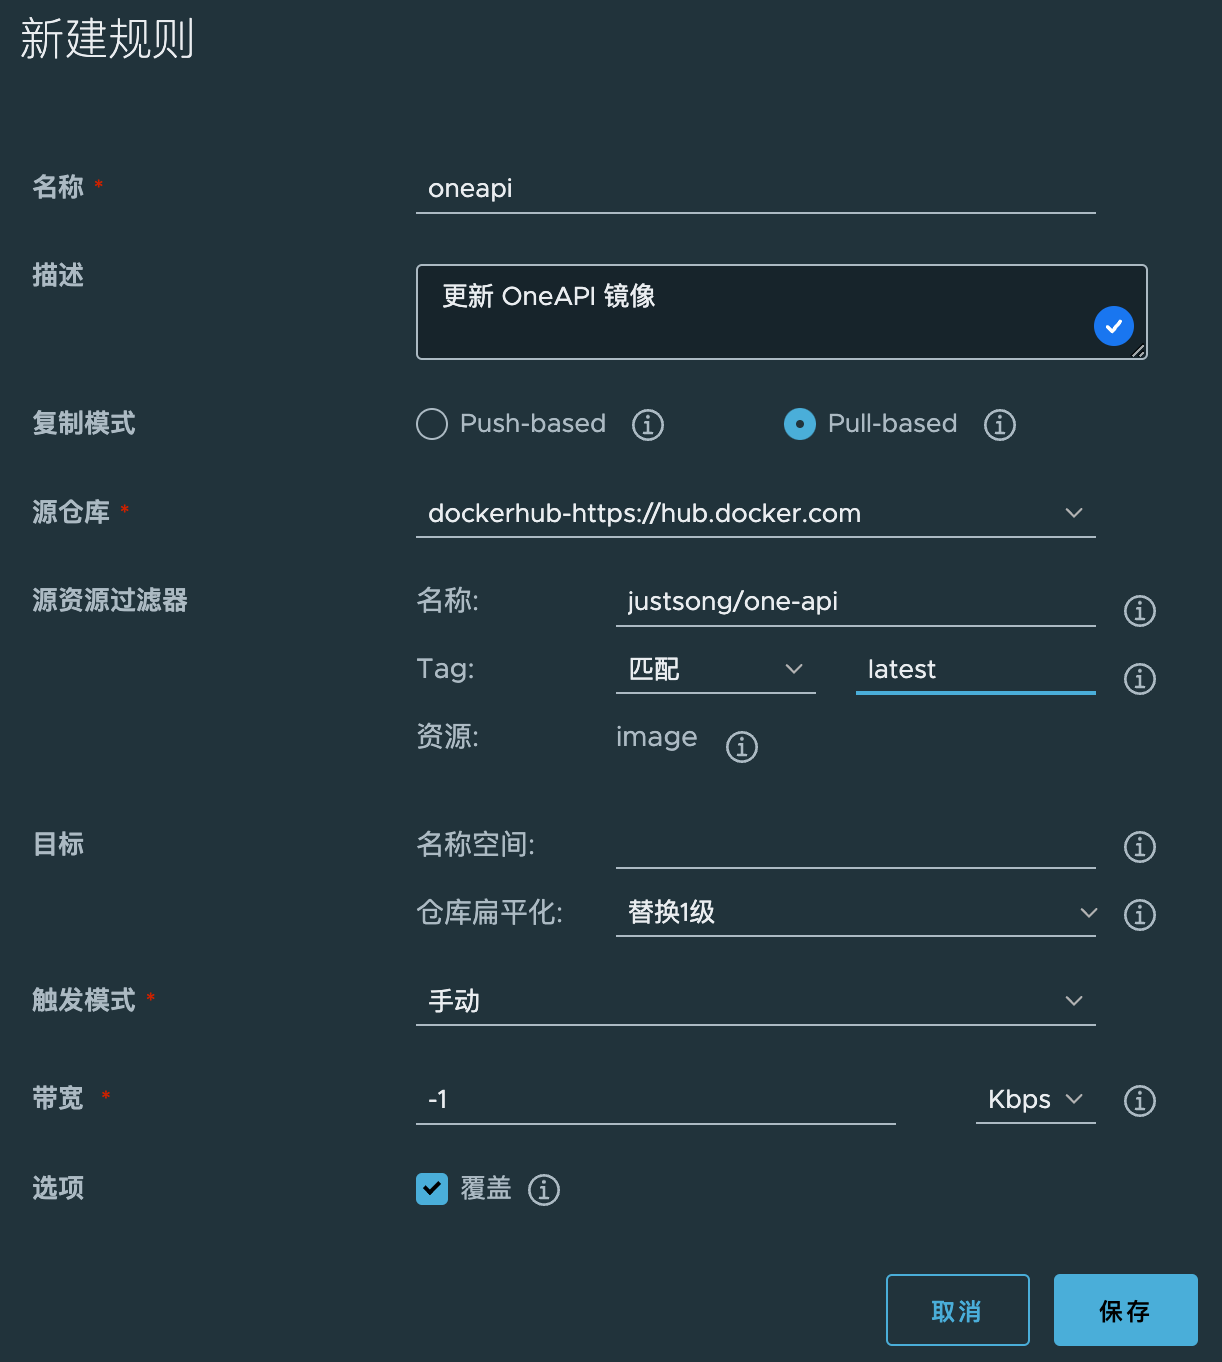 新建规则
名称 *
oneapi
描述
更新 OneAPI 镜像
复制模式
Push-based
Pull-based
源仓库 *
dockerhub-https://hub.docker.com
源资源过滤器
名称:
justsong/one-api
Tag:
匹配
latest
资源:
image
目标
名称空间:
仓库扁平化:
替换1级
触发模式 *
手动
带宽 *
-1
Kbps
选项
覆盖
取消
保存